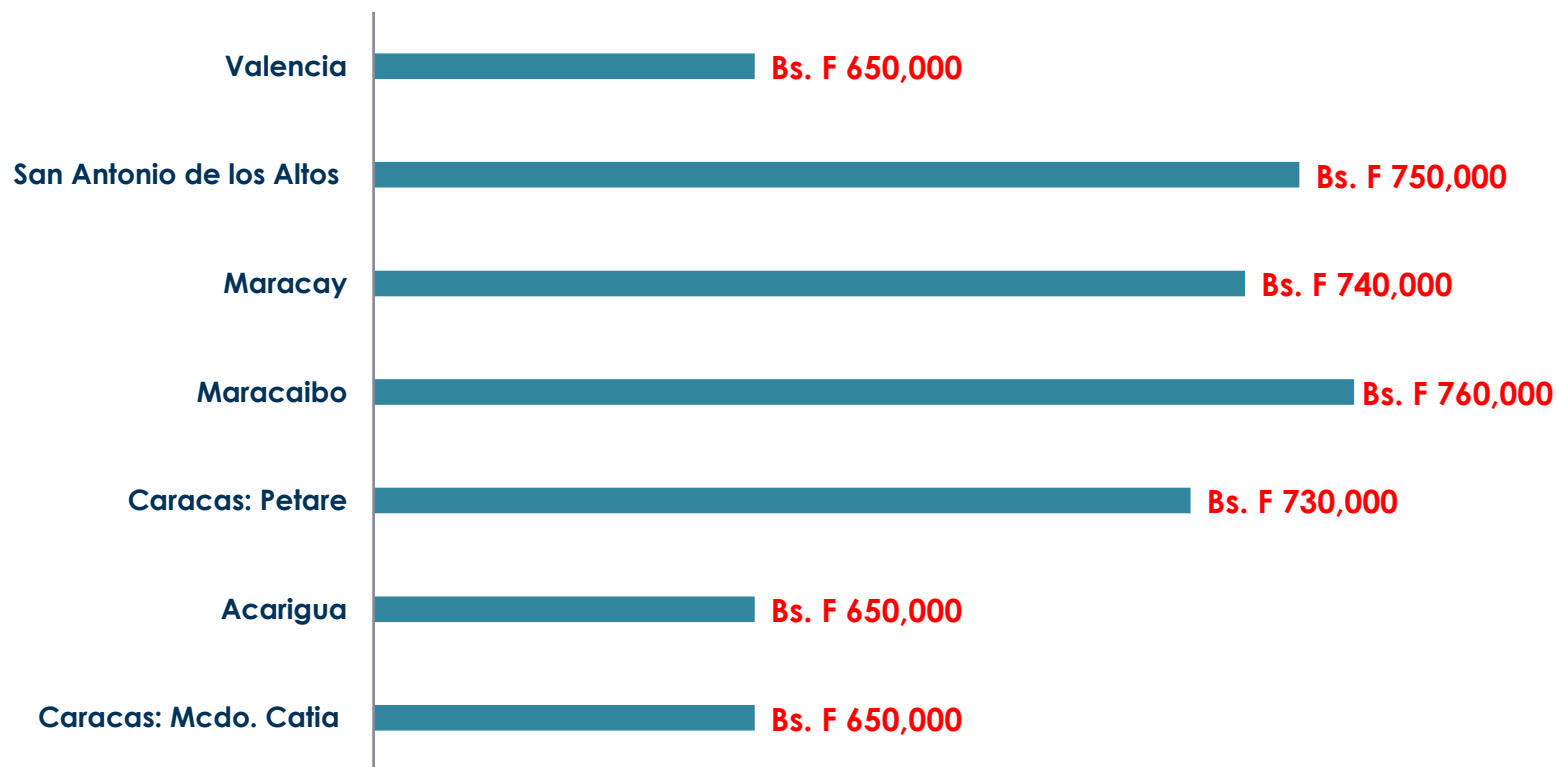 Valencia Bs. F 650,000
San Antonio de los Altos Bs. F 750,000
Maracay Bs. F 740,000
Maracaibo Bs. F 760,000
Caracas: Petare Bs. F 730,000
Acarigua Bs. F 650,000
Caracas: Mcdo. Catia Bs. F 650,000